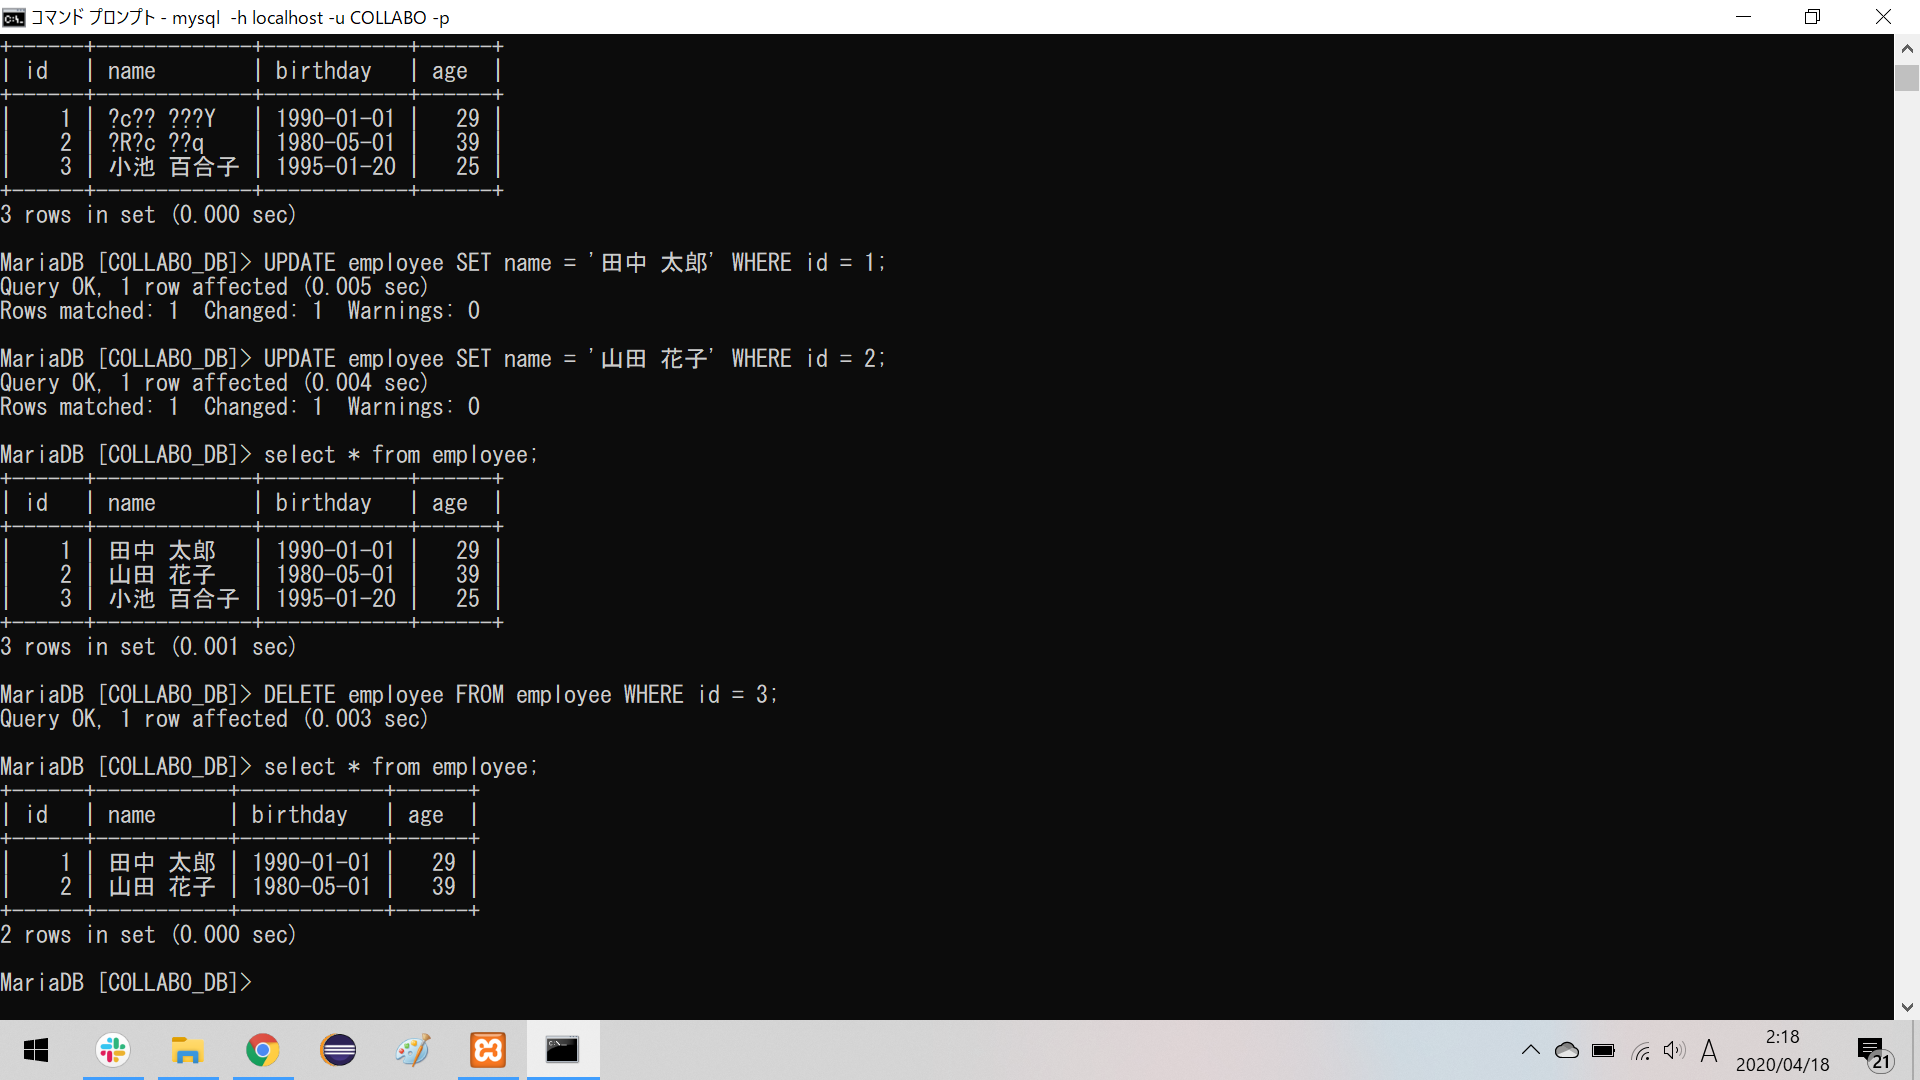 コマンド プロンプト - mysql  -h localhost -u COLLABO -p
+------+-------------+------------+------+
| id   | name        | birthday   | age  |
+------+-------------+------------+------+
|    1 | ?c?? ???Y   | 1990-01-01 |   29 |
|    2 | ?R?c ??q    | 1980-05-01 |   39 |
|    3 | 小池 百合子 | 1995-01-20 |   25 |
+------+-------------+------------+------+
3 rows in set (0.000 sec)
MariaDB [COLLABO_DB]> UPDATE employee SET name = '田中 太郎' WHERE id = 1;
Query OK, 1 row affected (0.005 sec)
Rows matched: 1  Changed: 1  Warnings: 0
MariaDB [COLLABO_DB]> UPDATE employee SET name = '山田 花子' WHERE id = 2;
Query OK, 1 row affected (0.004 sec)
Rows matched: 1  Changed: 1  Warnings: 0
MariaDB [COLLABO_DB]> select * from employee;
+------+-------------+------------+------+
| id   | name        | birthday   | age  |
+------+-------------+------------+------+
|    1 | 田中 太郎   | 1990-01-01 |   29 |
|    2 | 山田 花子   | 1980-05-01 |   39 |
|    3 | 小池 百合子 | 1995-01-20 |   25 |
+------+-------------+------------+------+
3 rows in set (0.001 sec)
MariaDB [COLLABO_DB]> DELETE employee FROM employee WHERE id = 3;
Query OK, 1 row affected (0.003 sec)
MariaDB [COLLABO_DB]> select * from employee;
+------+-----------+------------+------+
| id   | name      | birthday   | age  |
+------+-----------+------------+------+
|    1 | 田中 太郎 | 1990-01-01 |   29 |
|    2 | 山田 花子 | 1980-05-01 |   39 |
+------+-----------+------------+------+
2 rows in set (0.000 sec)
MariaDB [COLLABO_DB]>
A
2:18
2020/04/18
21